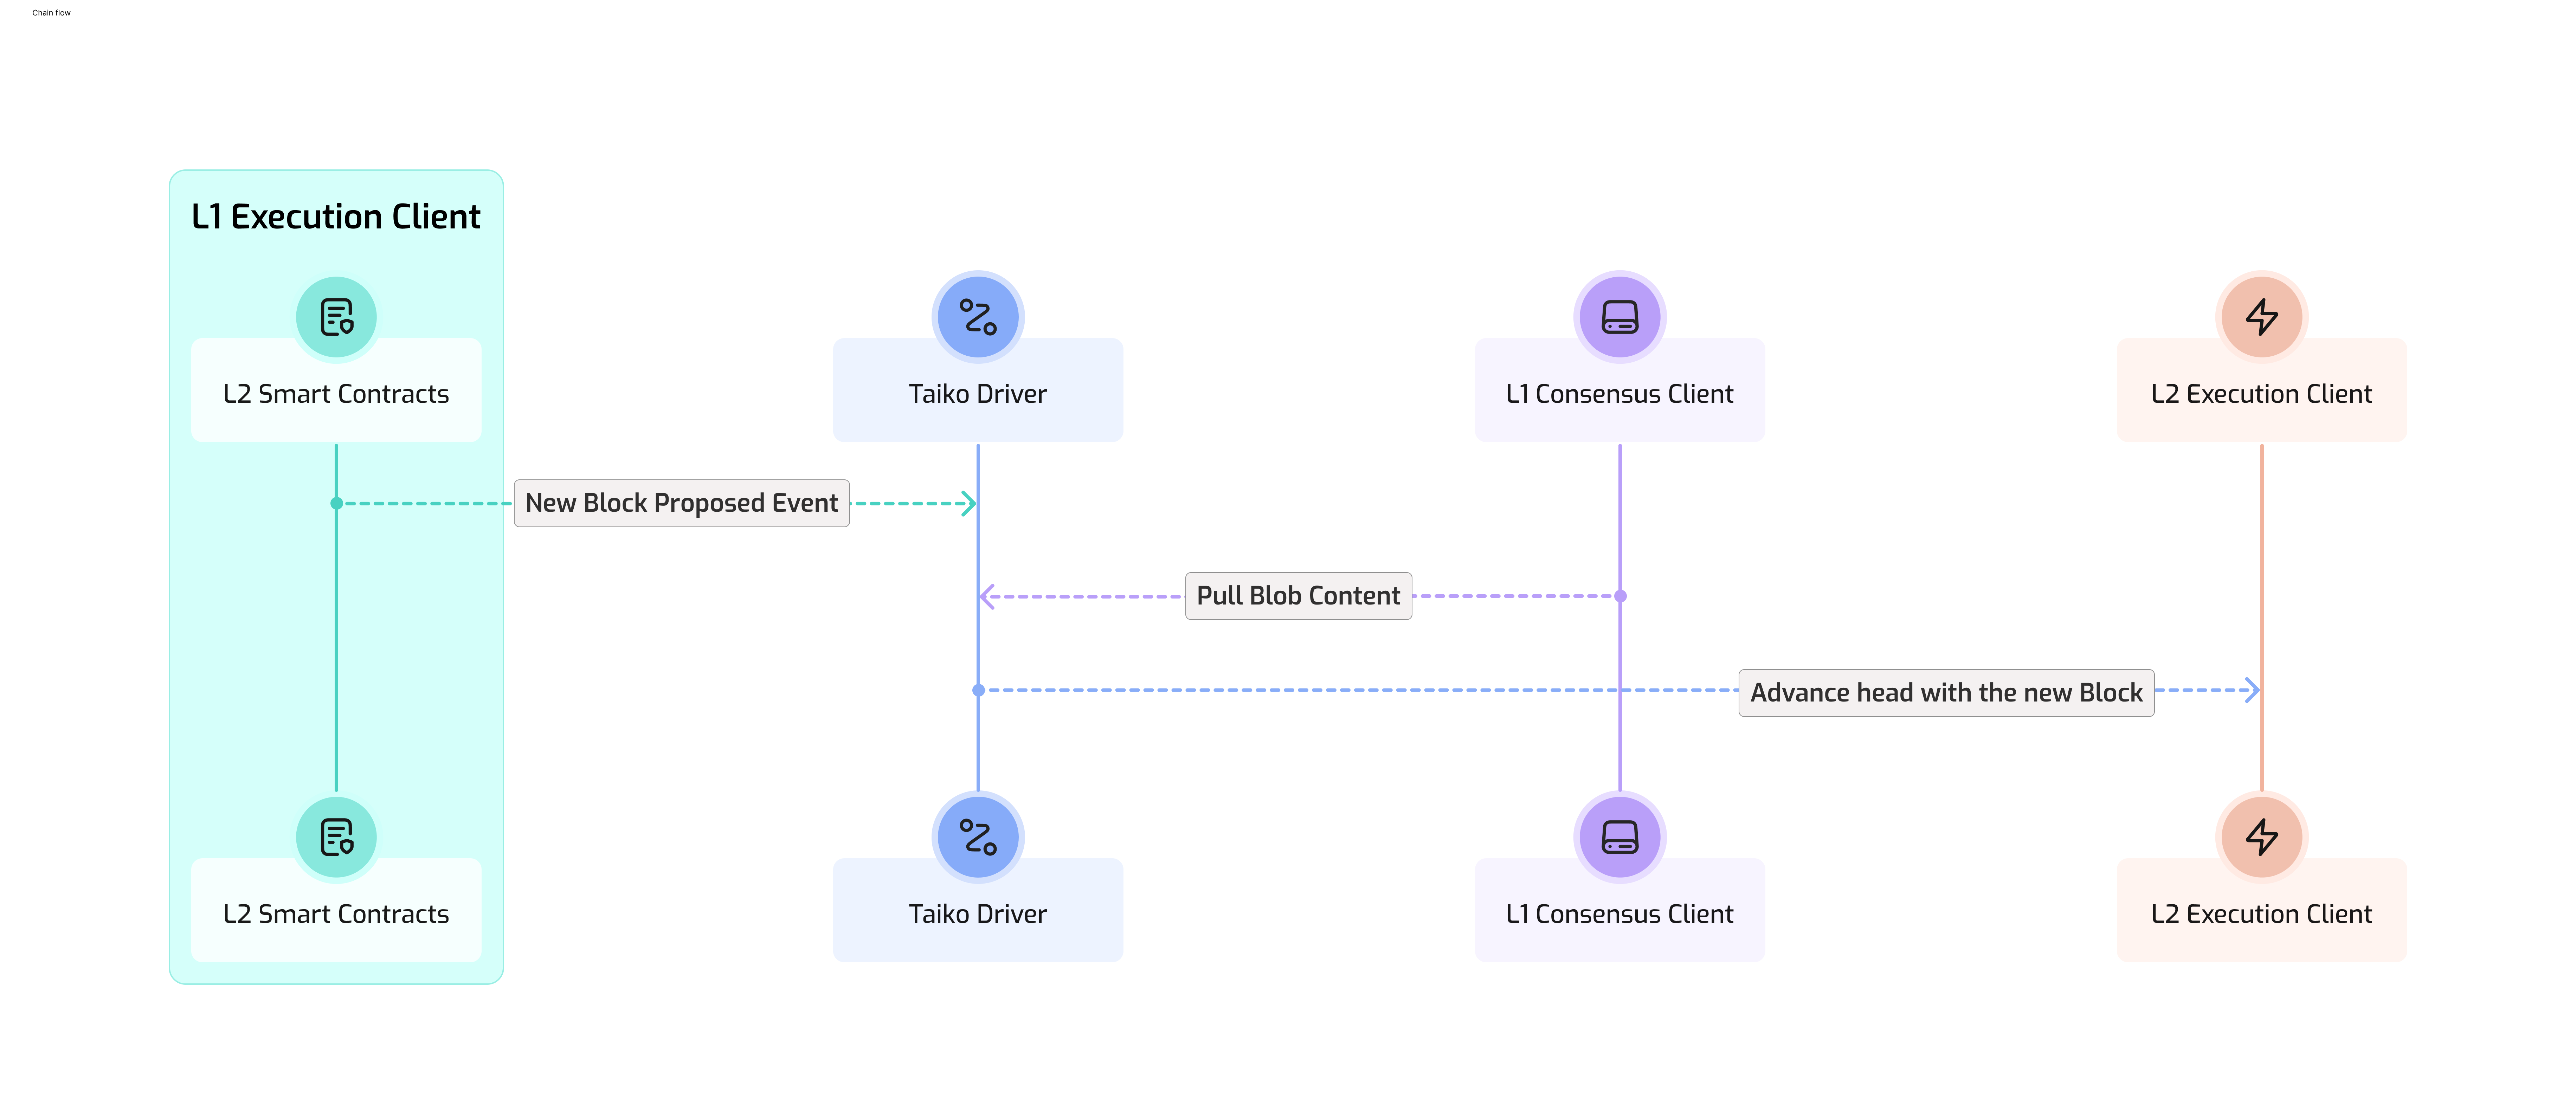 Chain flow
L1 Execution Client
L2 Smart Contracts
Taiko Driver
L1 Consensus Client
L2 Execution Client
New Block Proposed Event
Pull Blob Content
Advance head with the new Block
L2 Smart Contracts
Taiko Driver
L1 Consensus Client
L2 Execution Client